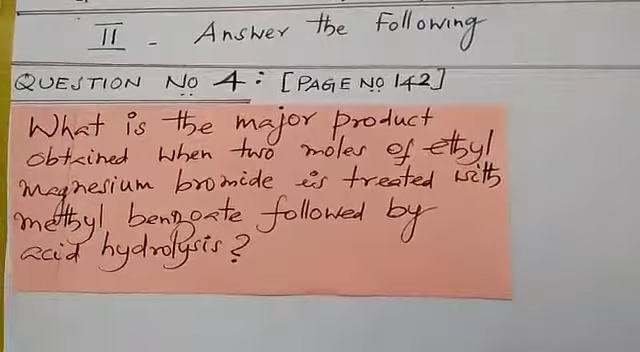 II - Answer the Following
QUESTION NO 4: [PAGE NO 142]
What is the major product
obtained when two moles of ethyl
magnesium bromide is treated with
methyl benzoate followed by
acid hydrolysis?